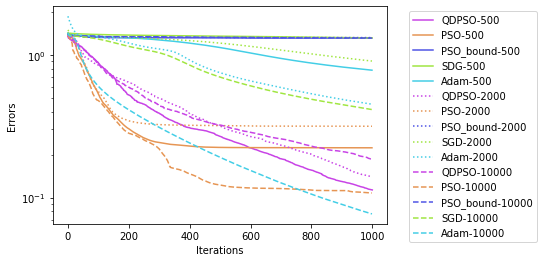 Errors
10⁰
10⁻¹
0
200
400
600
800
1000
Iterations
QDPSO-500
PSO-500
PSO_bound-500
SDG-500
Adam-500
QDPSO-2000
PSO-2000
PSO_bound-2000
SGD-2000
Adam-2000
QDPSO-10000
PSO-10000
PSO_bound-10000
SGD-10000
Adam-10000